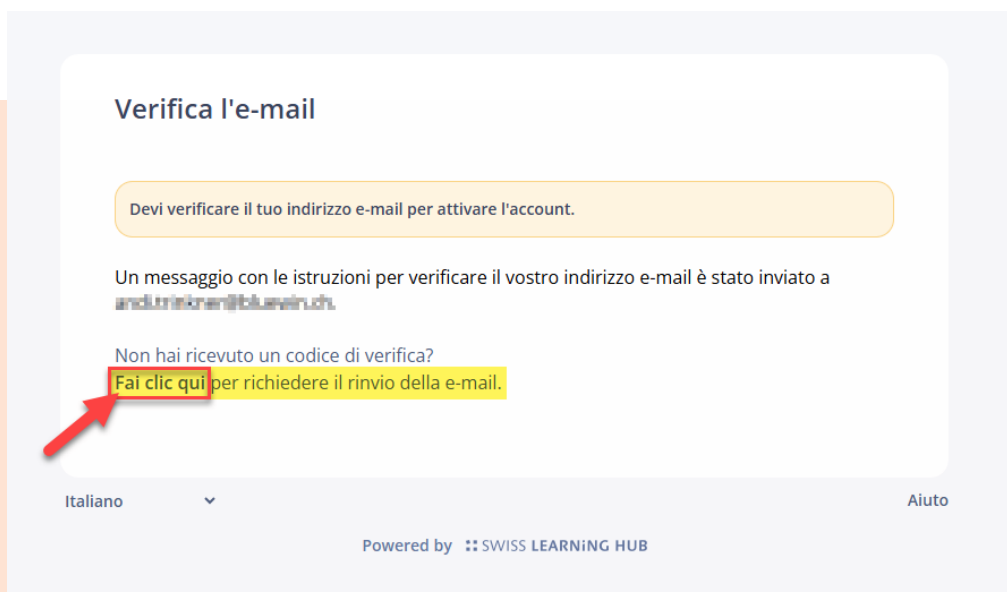 Verifica l'e-mail
Devi verificare il tuo indirizzo e-mail per attivare l'account.
Un messaggio con le istruzioni per verificare il vostro indirizzo e-mail è stato inviato a
Non hai ricevuto un codice di verifica?
Fai clic qui per richiedere il rinvio della e-mail.
Italiano
Aiuto
Powered by SWISS LEARNiNG HUB